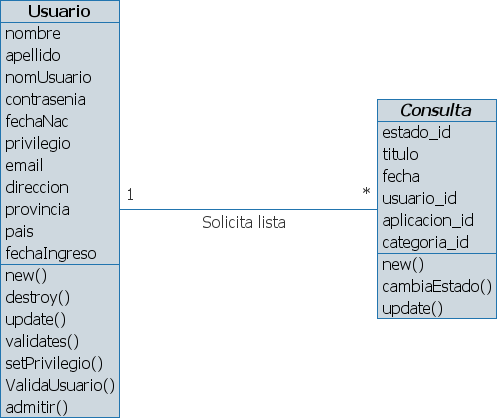 Usuario
nombre
apellido
nomUsuario
contrasenia
fechaNac
privilegio
email
direccion
provincia
pais
fechaIngreso
new()
destroy()
update()
validates()
setPrivilegio()
ValidaUsuario()
admitir()
1
*
Solicita lista
Consulta
estado_id
titulo
fecha
usuario_id
aplicacion_id
categoria_id
new()
cambiaEstado()
update()